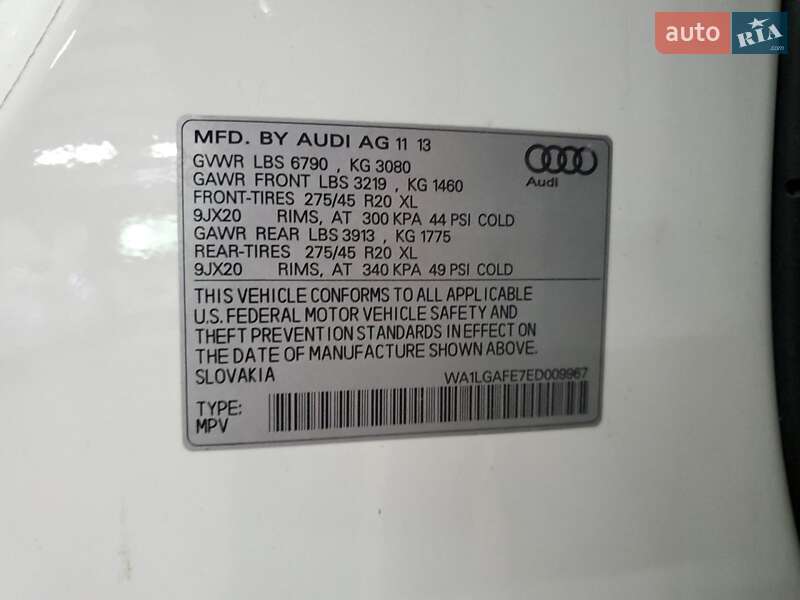 auto RIA.com
MFD. BY AUDI AG 11 13
GVWR LBS 6790 , KG 3080
GAWR FRONT LBS 3219 , KG 1460
FRONT-TIRES 275/45 R20 XL
9JX20 RIMS, AT 300 KPA 44 PSI COLD
GAWR REAR LBS 3913 , KG 1775
REAR-TIRES 275/45 R20 XL
9JX20 RIMS, AT 340 KPA 49 PSI COLD
Audi
THIS VEHICLE CONFORMS TO ALL APPLICABLE
U.S. FEDERAL MOTOR VEHICLE SAFETY AND
THEFT PREVENTION STANDARDS IN EFFECT ON
THE DATE OF MANUFACTURE SHOWN ABOVE.
SLOVAKIA WA1LGAFE7ED009967
TYPE:
MPV